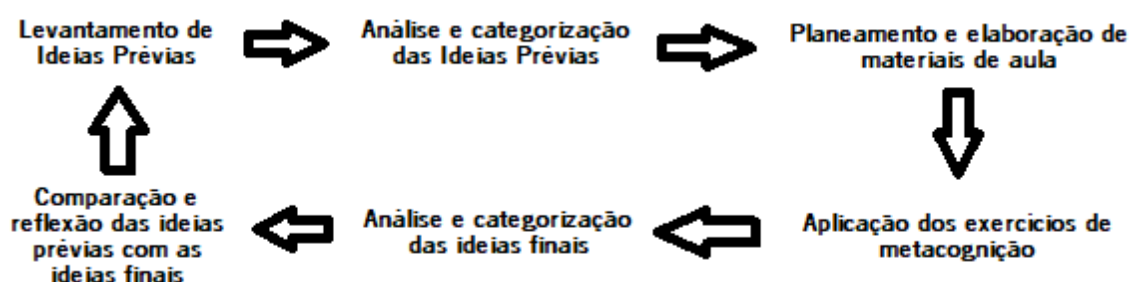 Levantamento de
Ideias Prévias
Análise e categorização
das Ideias Prévias
Planeamento e elaboração de
materiais de aula
Aplicação dos exercícios de
metacognição
Análise e categorização
das ideias finais
Comparação e
reflexão das ideias
prévias com as
ideias finais